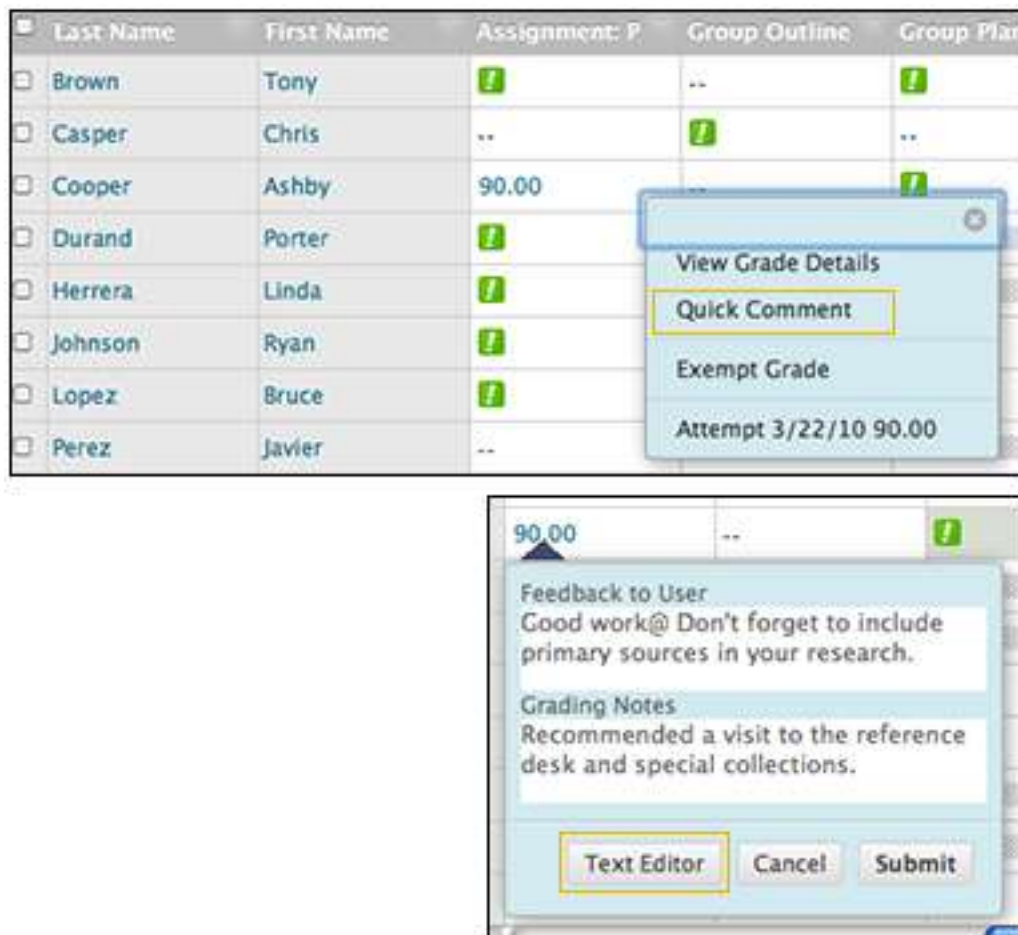 Last Name First Name Assignment: P Group Outline Group Plan
Brown Tony ! -- !
Casper Chris -- ! --
Cooper Ashby 90.00 -- !
Durand Porter !
Herrera Linda !
Johnson Ryan !
Lopez Bruce !
Perez Javier --
View Grade Details
Quick Comment
Exempt Grade
Attempt 3/22/10 90.00
90.00 -- !
Feedback to User
Good work@ Don't forget to include
primary sources in your research.
Grading Notes
Recommended a visit to the reference
desk and special collections.
Text Editor Cancel Submit